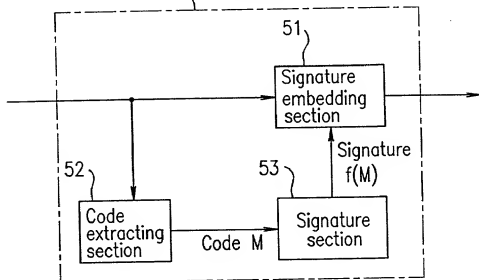 51
Signature
embedding
section
Signature
f(M)
52
53
Code
extracting
section
Code M
Signature
section